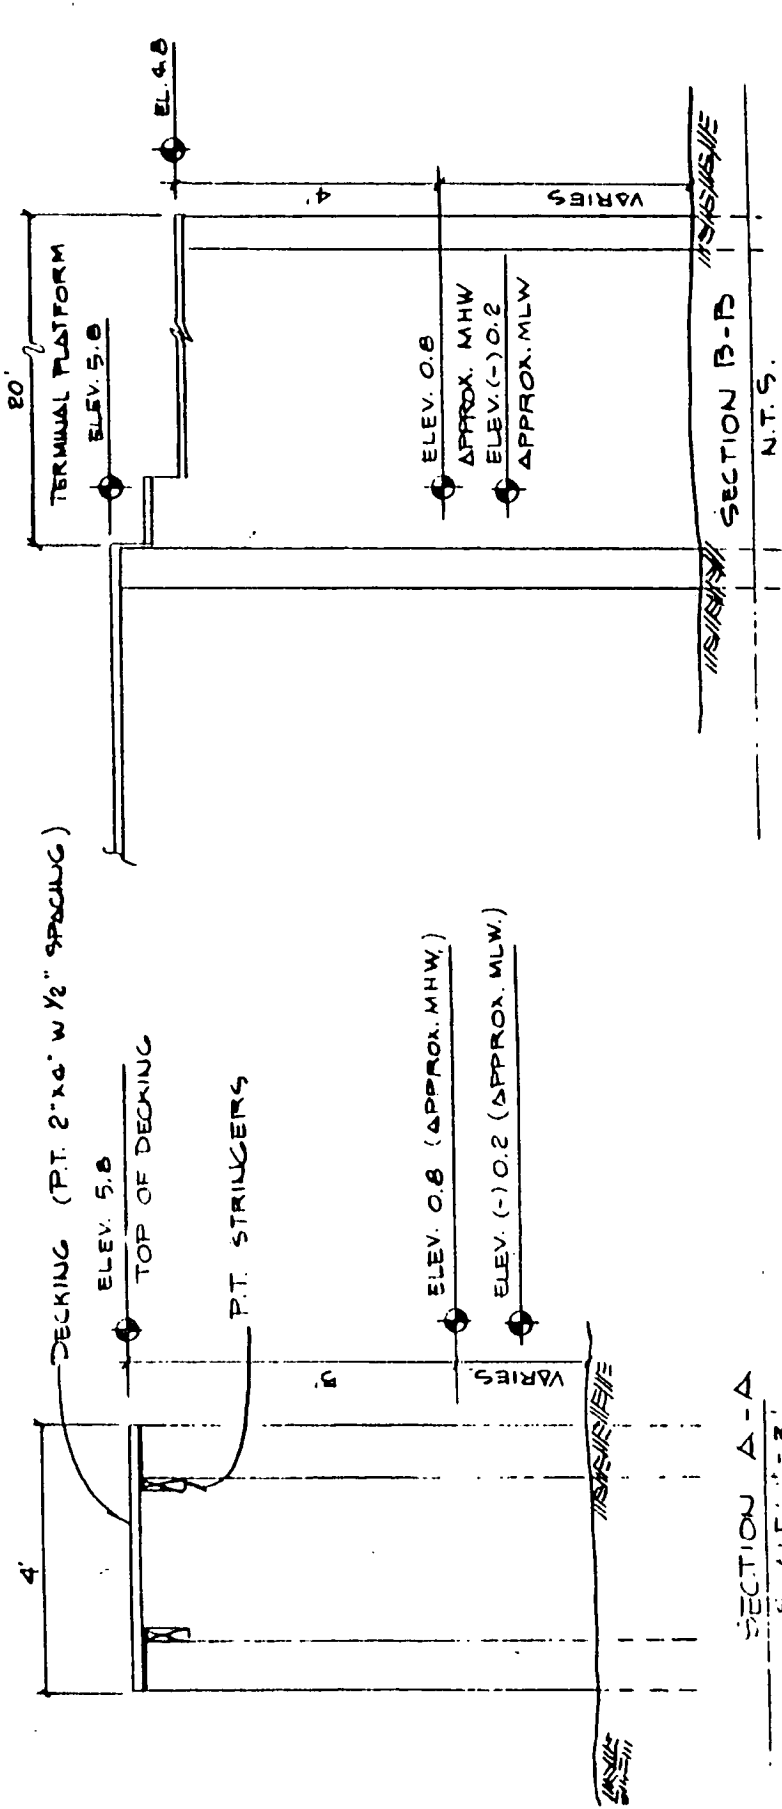 4'
DECKING (P.T. 2"x4" W 1/2" SPACING)
ELEV. 5.8
TOP OF DECKING
P.T. STRINGERS
5'
VARIES
ELEV. 0.8 (APPROX. MHW.)
ELEV. (-) 0.2 (APPROX. MLW.)
SECTION A-A
20'
TERMINAL PLATFORM
ELEV. 5.8
EL. 4.8
4'
VARIES
ELEV. 0.8
APPROX. MHW
ELEV. (-) 0.2
APPROX. MLW
SECTION B-B
N.T.S.